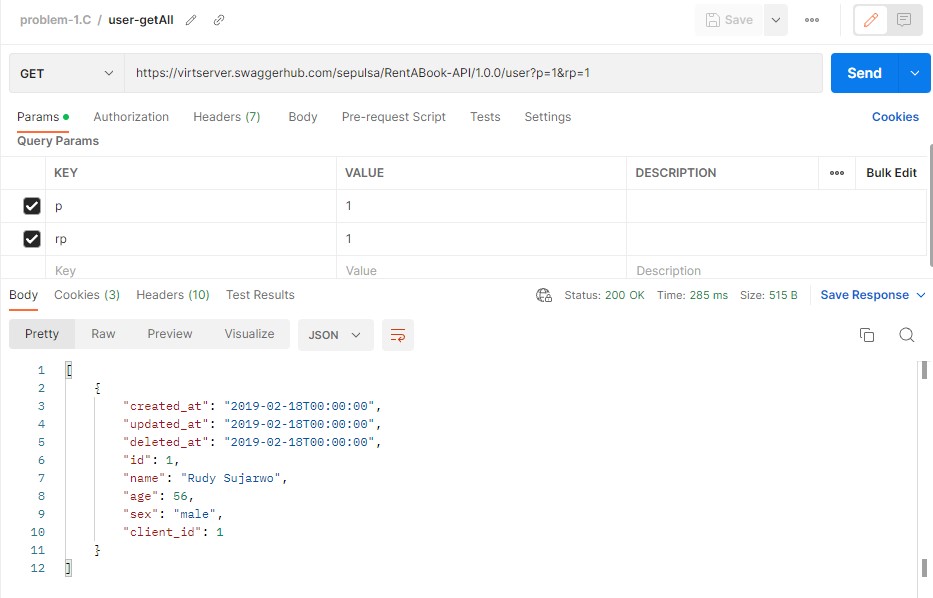 problem-1.C / user-getAll Save
GET https://virtserver.swaggerhub.com/sepulsa/RentABook-API/1.0.0/user?p=1&rp=1 Send
Params Authorization Headers (7) Body Pre-request Script Tests Settings Cookies
Query Params
KEY VALUE DESCRIPTION Bulk Edit
p 1
rp 1
Key Value Description
Body Cookies (3) Headers (10) Test Results Status: 200 OK Time: 285 ms Size: 515 B Save Response
Pretty Raw Preview Visualize JSON
1 [
2 {
3 "created_at": "2019-02-18T00:00:00",
4 "updated_at": "2019-02-18T00:00:00",
5 "deleted_at": "2019-02-18T00:00:00",
6 "id": 1,
7 "name": "Rudy Sujarwo",
8 "age": 56,
9 "sex": "male",
10 "client_id": 1
11 }
12 ]